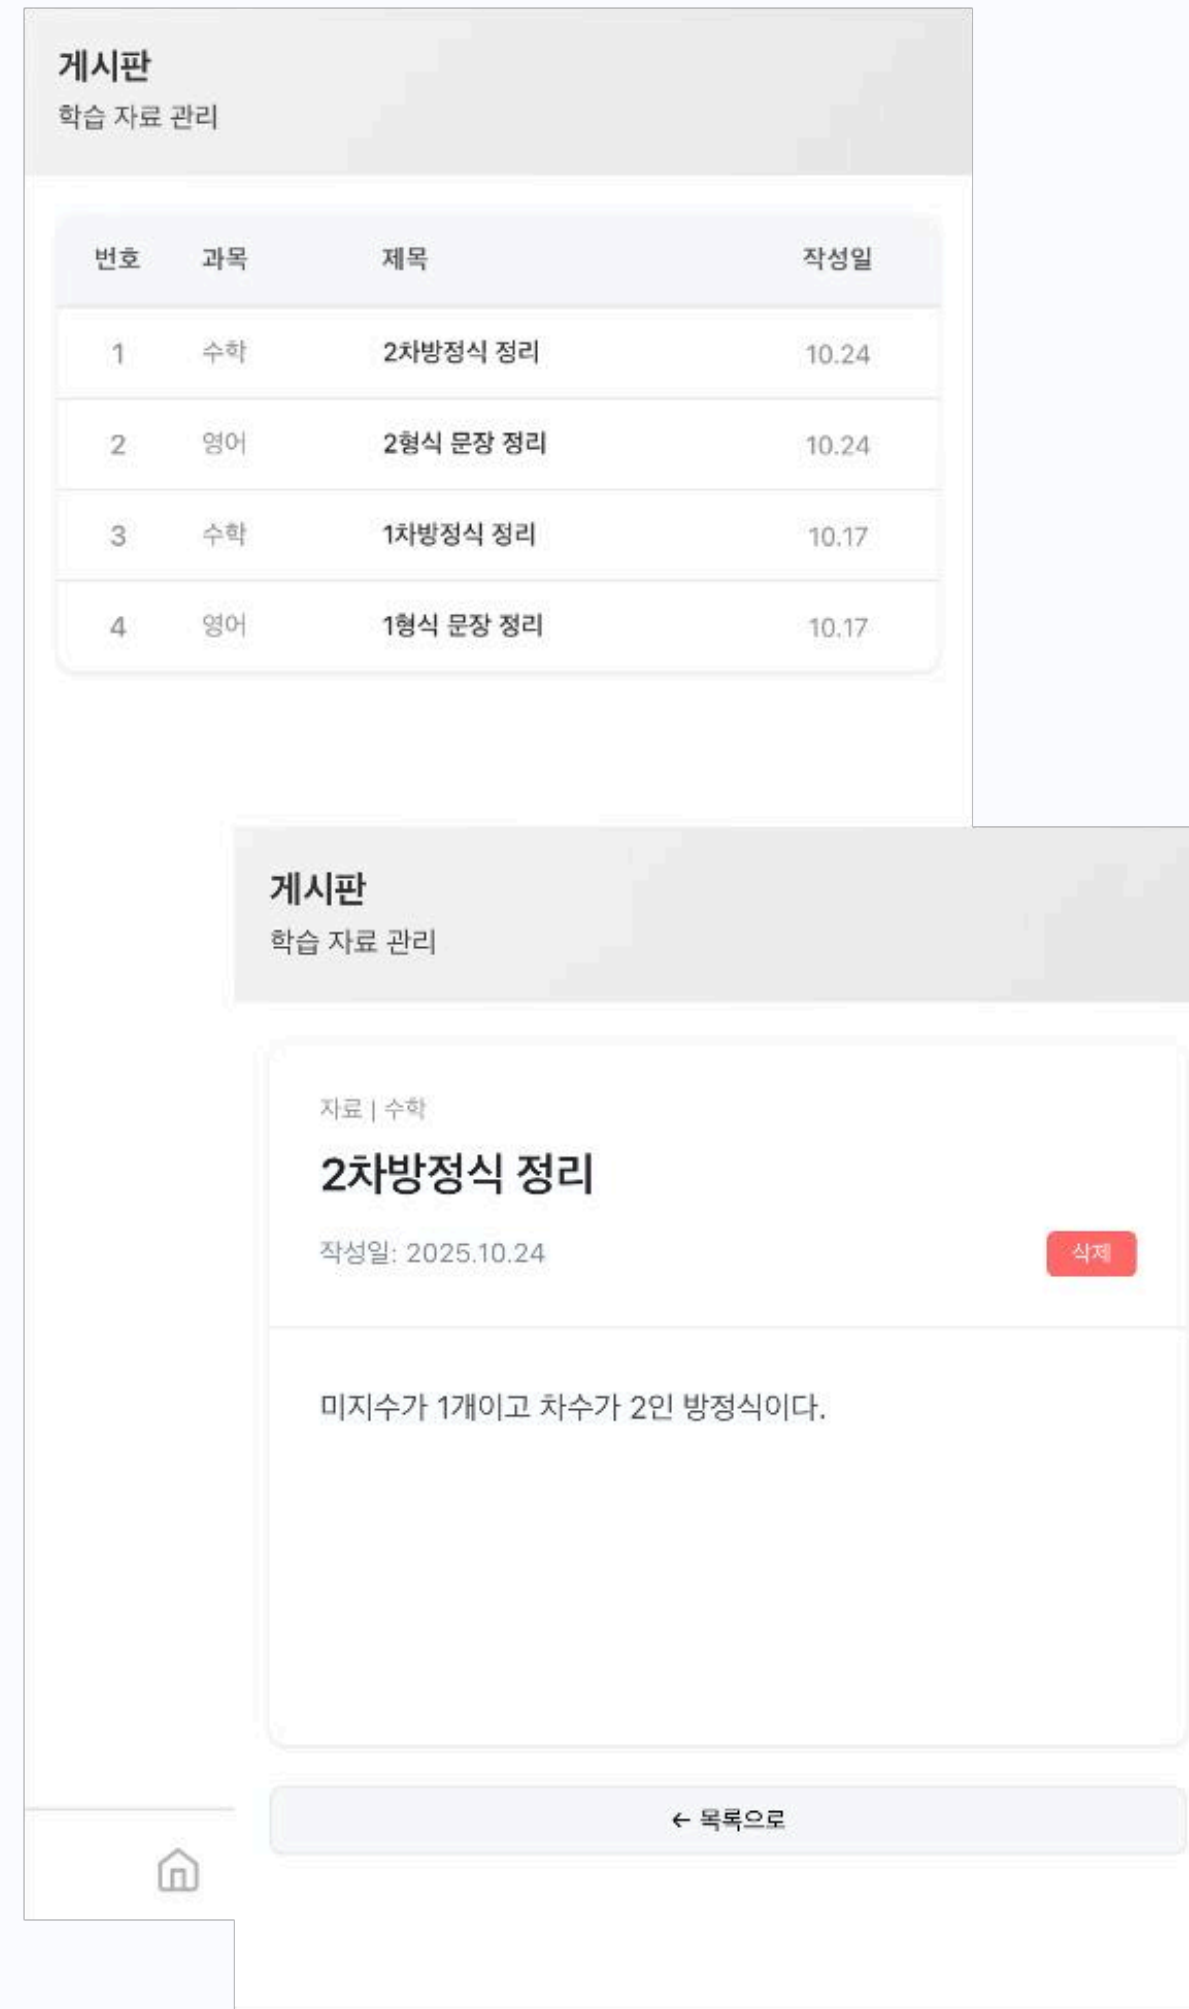 게시판
학습 자료 관리
번호 과목 제목 작성일
1 수학 2차방정식 정리 10.24
2 영어 2형식 문장 정리 10.24
3 수학 1차방정식 정리 10.17
4 영어 1형식 문장 정리 10.17
게시판
학습 자료 관리
자료 | 수학
2차방정식 정리
작성일: 2025.10.24 삭제
미지수가 1개이고 차수가 2인 방정식이다.
← 목록으로